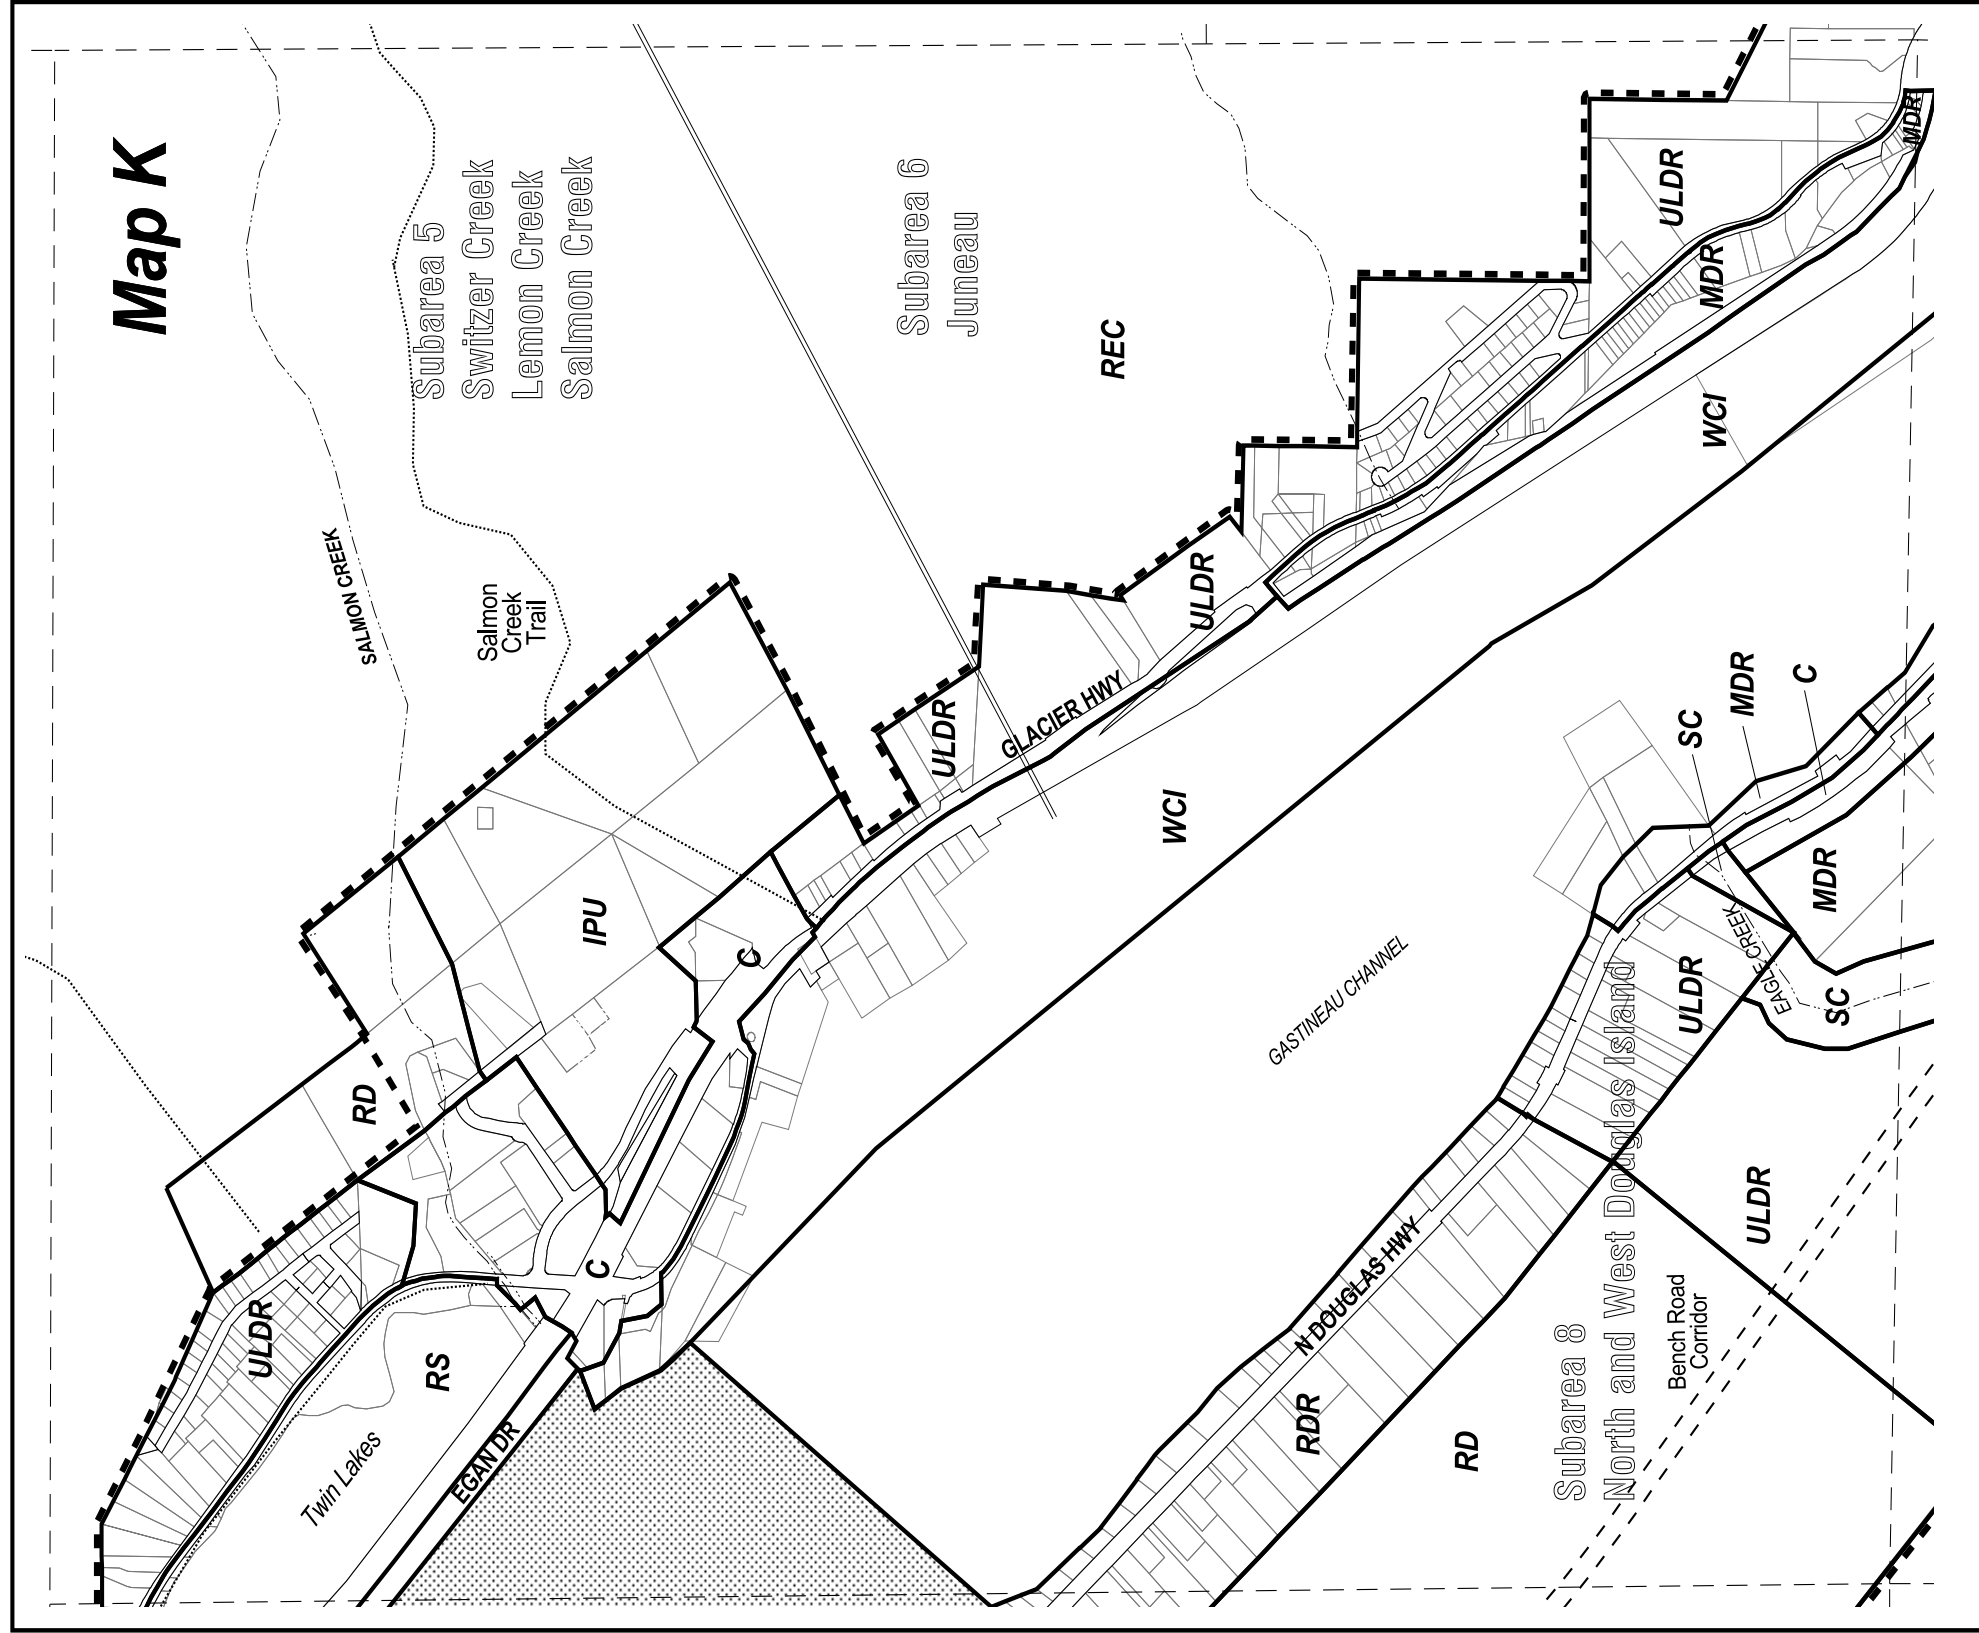 Map K
Subarea 5
Switzer Creek
Lemon Creek
Salmon Creek
Subarea 6
Juneau
REC
SALMON CREEK
Salmon
Creek
Trail
ULDR
MDR
MDR
WCI
ULDR
ULDR
GLACIER HWY
WCI
IPU
C
RD
C
ULDR
RS
Twin Lakes
EGAN DR
GASTINEAU CHANNEL
SC
MDR
C
MDR
SC
EAGLE CREEK
ULDR
ULDR
N DOUGLAS HWY
RDR
RD
Subarea 8
North and West Douglas Island
Bench Road
Corridor